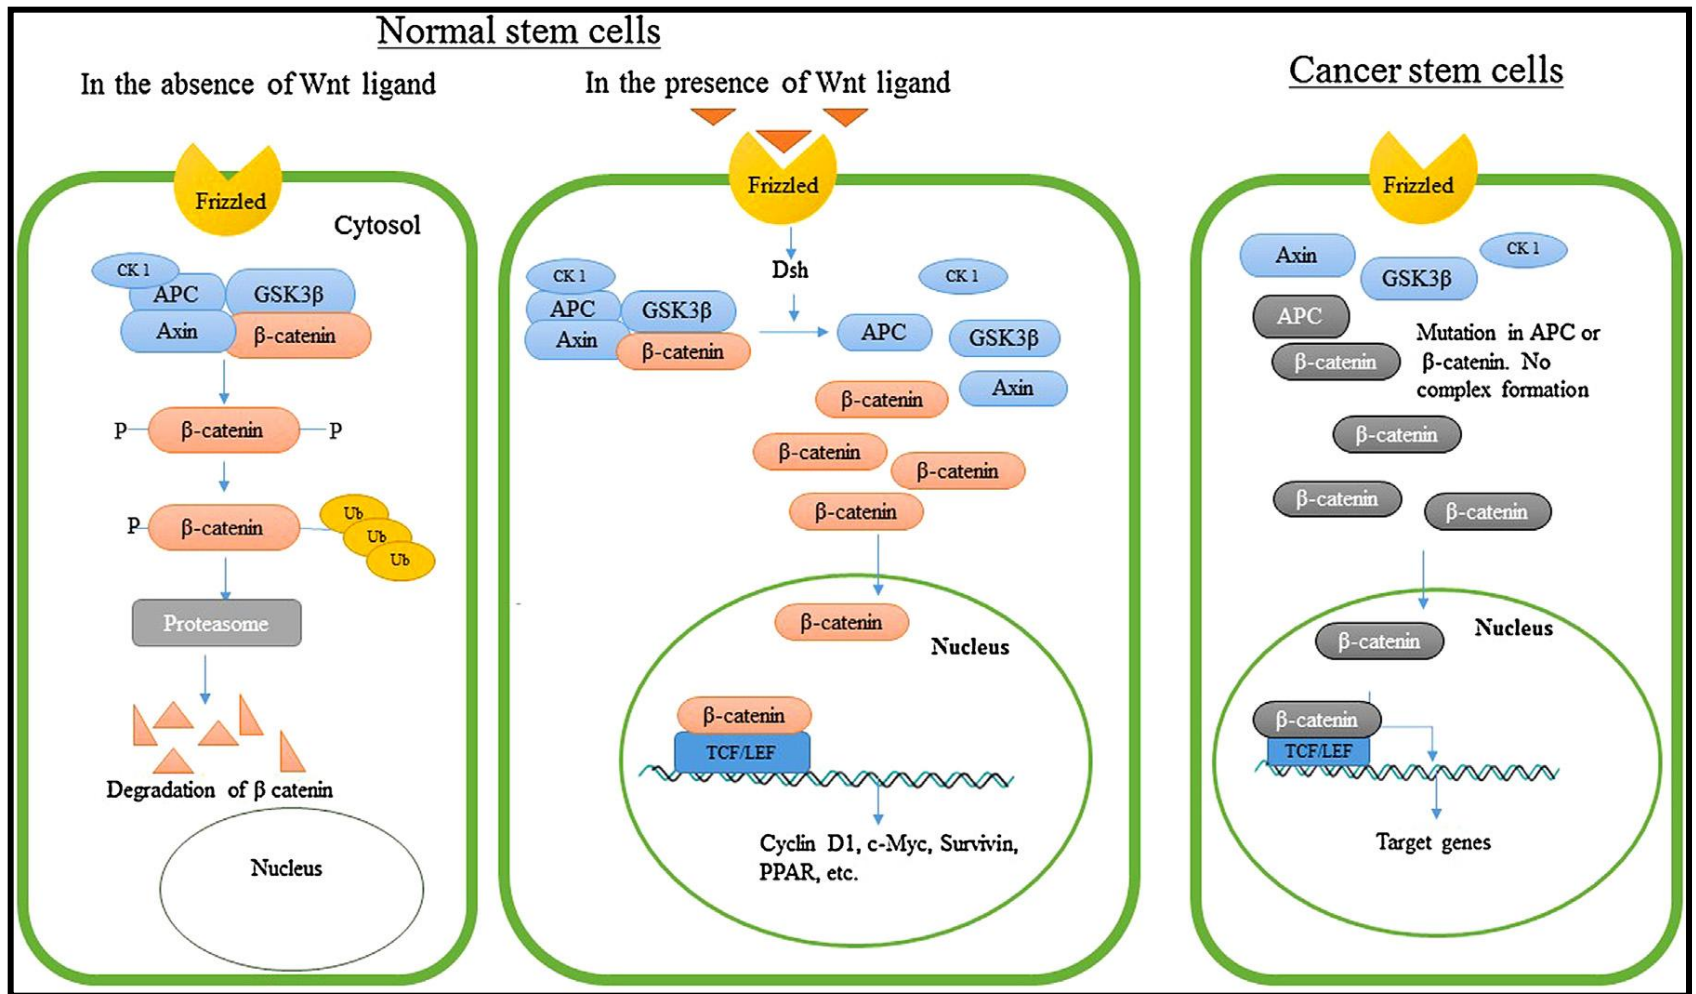 Normal stem cells
In the absence of Wnt ligand
Frizzled
Cytosol
CK 1
APC
GSK3β
Axin
β-catenin
P
β-catenin
P
P
β-catenin
Ub
Ub
Ub
Proteasome
Degradation of β catenin
Nucleus
In the presence of Wnt ligand
Frizzled
Dsh
CK 1
APC
GSK3β
Axin
β-catenin
CK 1
APC
GSK3β
Axin
β-catenin
β-catenin
β-catenin
β-catenin
β-catenin
Nucleus
β-catenin
TCF/LEF
Cyclin D1, c-Myc, Survivin,
PPAR, etc.
Cancer stem cells
Frizzled
Axin
CK 1
GSK3β
APC
β-catenin
Mutation in APC or
β-catenin. No
complex formation
β-catenin
β-catenin
β-catenin
β-catenin
Nucleus
β-catenin
TCF/LEF
Target genes